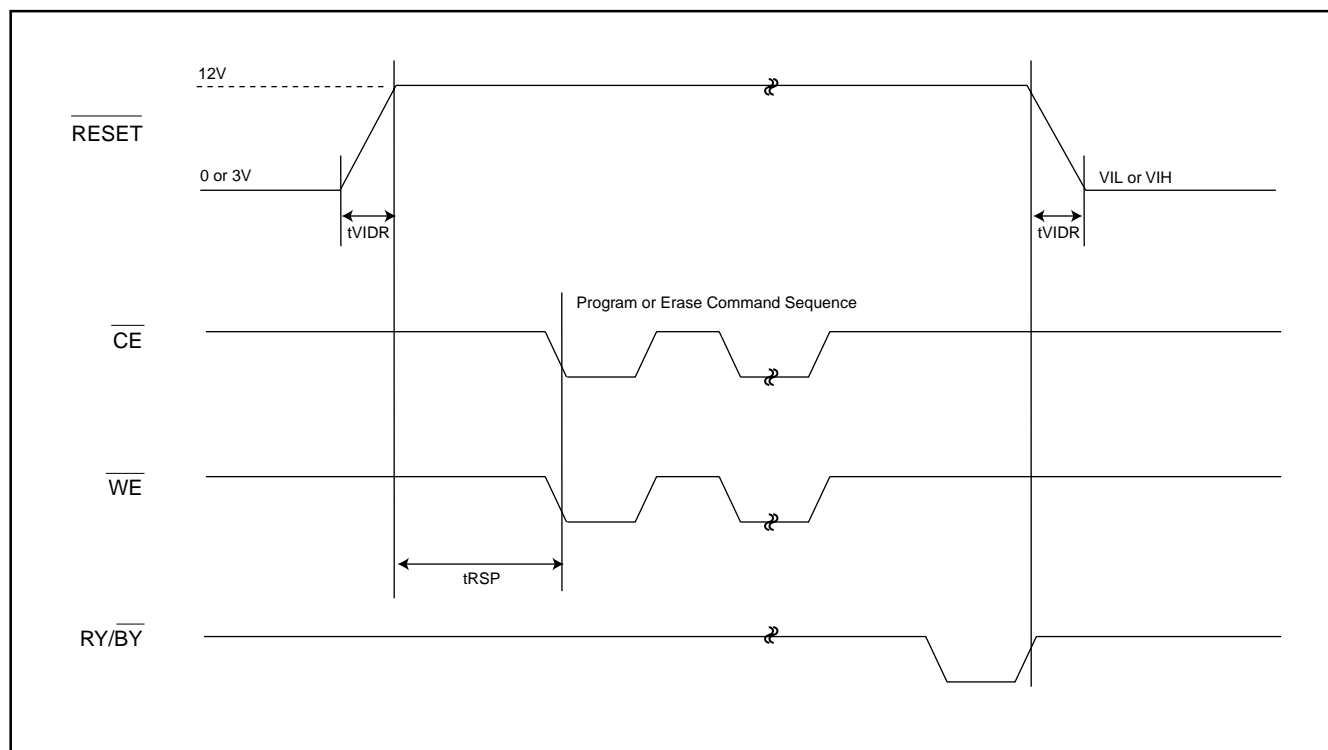 12V
RESET
0 or 3V
VIL or VIH
tVIDR
tVIDR
Program or Erase Command Sequence
CE
WE
tRSP
RY/BY